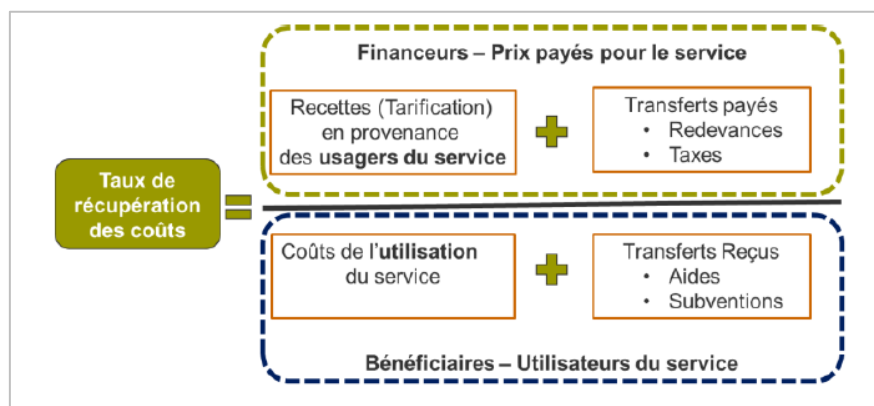 Financeurs – Prix payés pour le service
Recettes (Tarification)
en provenance
des usagers du service
Transferts payés
• Redevances
• Taxes
Taux de
récupération
des coûts
Coûts de l'utilisation
du service
Transferts Reçus
• Aides
• Subventions
Bénéficiaires – Utilisateurs du service